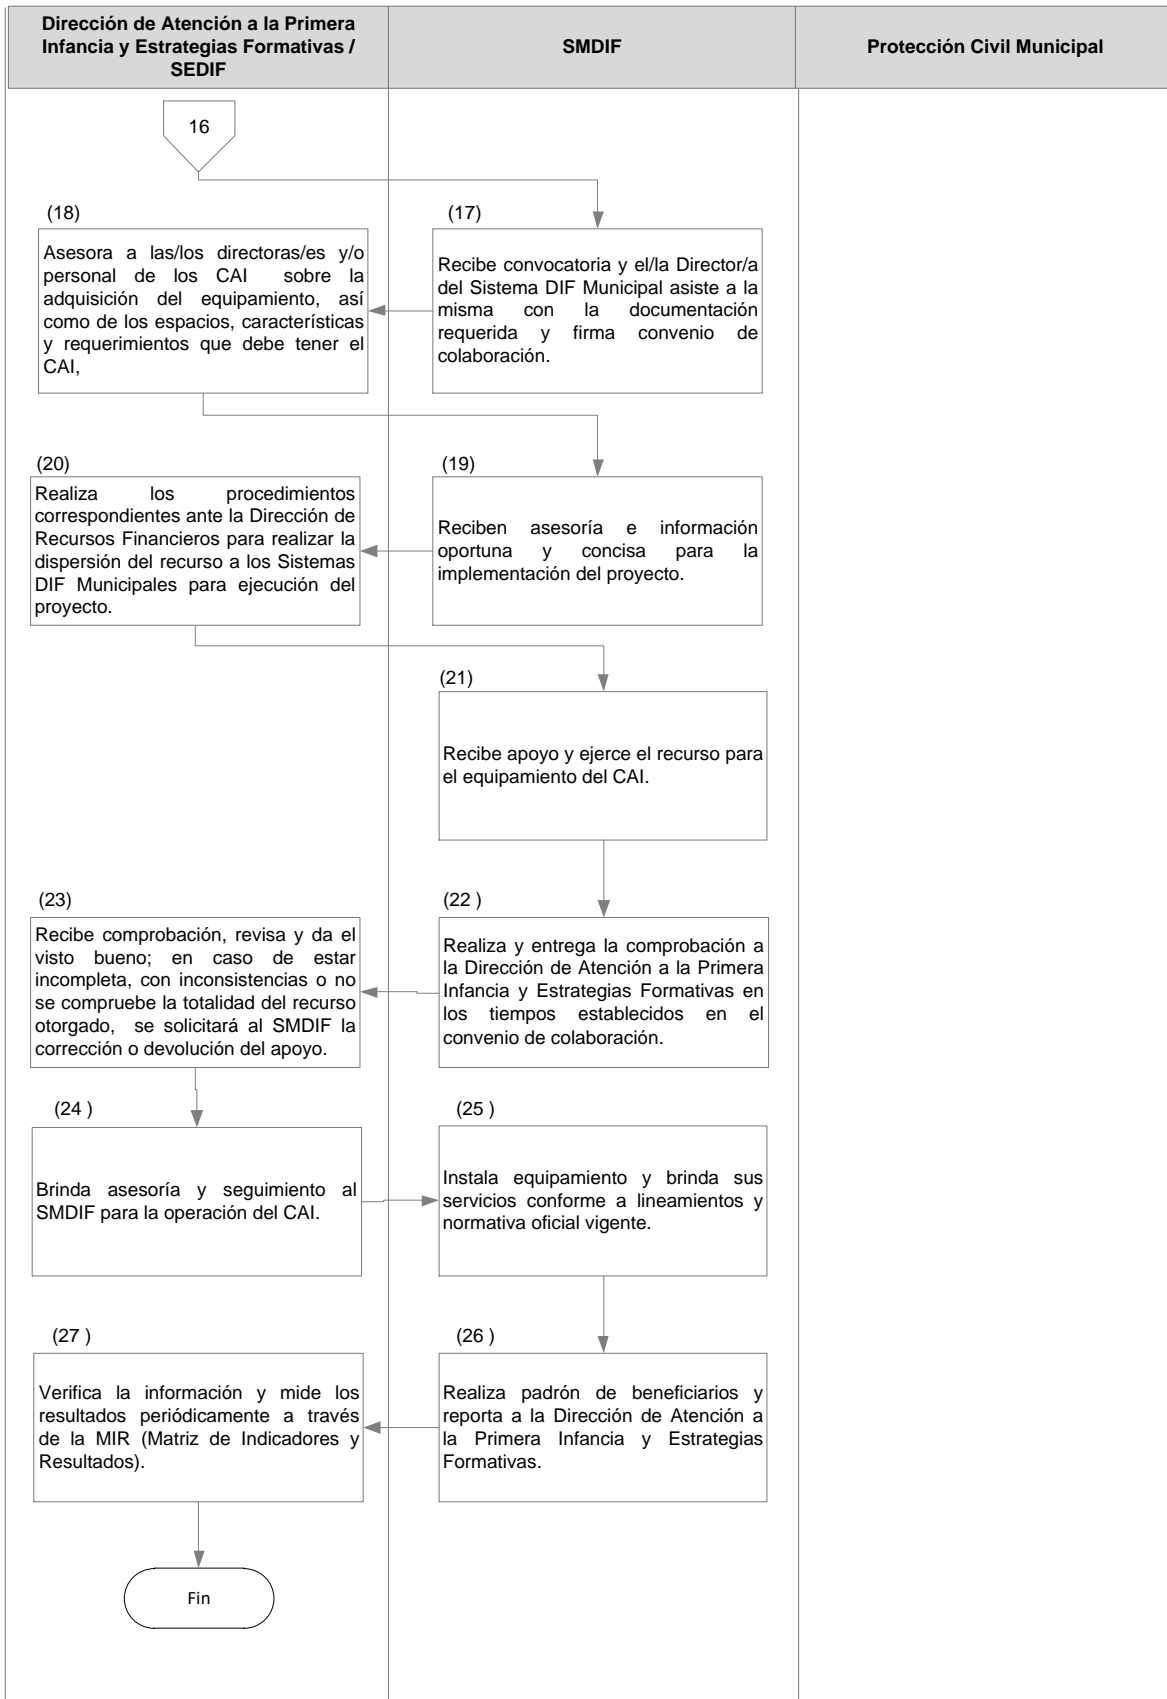 Dirección de Atención a la Primera
Infancia y Estrategias Formativas /
SEDIF
SMDIF
Protección Civil Municipal
16
(18)
Asesora a las/los directoras/es y/o
personal de los CAI sobre la
adquisición del equipamiento, así
como de los espacios, características
y requerimientos que debe tener el
CAI,
(17)
Recibe convocatoria y el/la Director/a
del Sistema DIF Municipal asiste a la
misma con la documentación
requerida y firma convenio de
colaboración.
(20)
Realiza los procedimientos
correspondientes ante la Dirección de
Recursos Financieros para realizar la
dispersión del recurso a los Sistemas
DIF Municipales para ejecución del
proyecto.
(19)
Reciben asesoría e información
oportuna y concisa para la
implementación del proyecto.
(21)
Recibe apoyo y ejerce el recurso para
el equipamiento del CAI.
(23)
Recibe comprobación, revisa y da el
visto bueno; en caso de estar
incompleta, con inconsistencias o no
se compruebe la totalidad del recurso
otorgado, se solicitará al SMDIF la
corrección o devolución del apoyo.
(22 )
Realiza y entrega la comprobación a
la Dirección de Atención a la Primera
Infancia y Estrategias Formativas en
los tiempos establecidos en el
convenio de colaboración.
(24 )
Brinda asesoría y seguimiento al
SMDIF para la operación del CAI.
(25 )
Instala equipamiento y brinda sus
servicios conforme a lineamientos y
normativa oficial vigente.
(27 )
Verifica la información y mide los
resultados periódicamente a través
de la MIR (Matriz de Indicadores y
Resultados).
(26 )
Realiza padrón de beneficiarios y
reporta a la Dirección de Atención a
la Primera Infancia y Estrategias
Formativas.
Fin